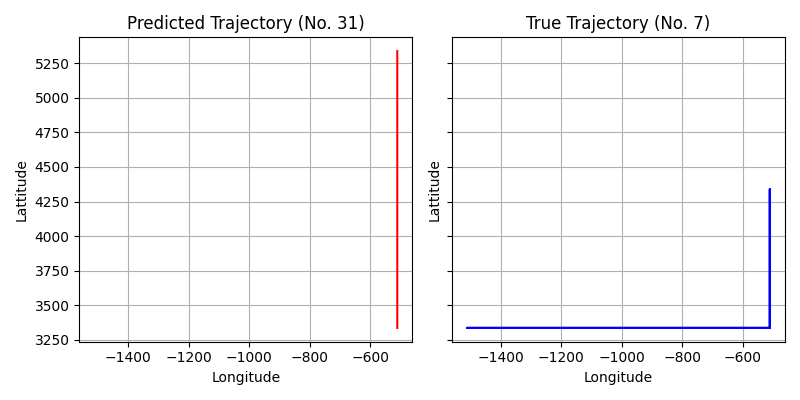 Predicted Trajectory (No. 31)
True Trajectory (No. 7)
5250
5000
4750
4500
4250
4000
3750
3500
3250
Lattitude
Lattitude
−1400 −1200 −1000 −800 −600
−1400 −1200 −1000 −800 −600
Longitude
Longitude